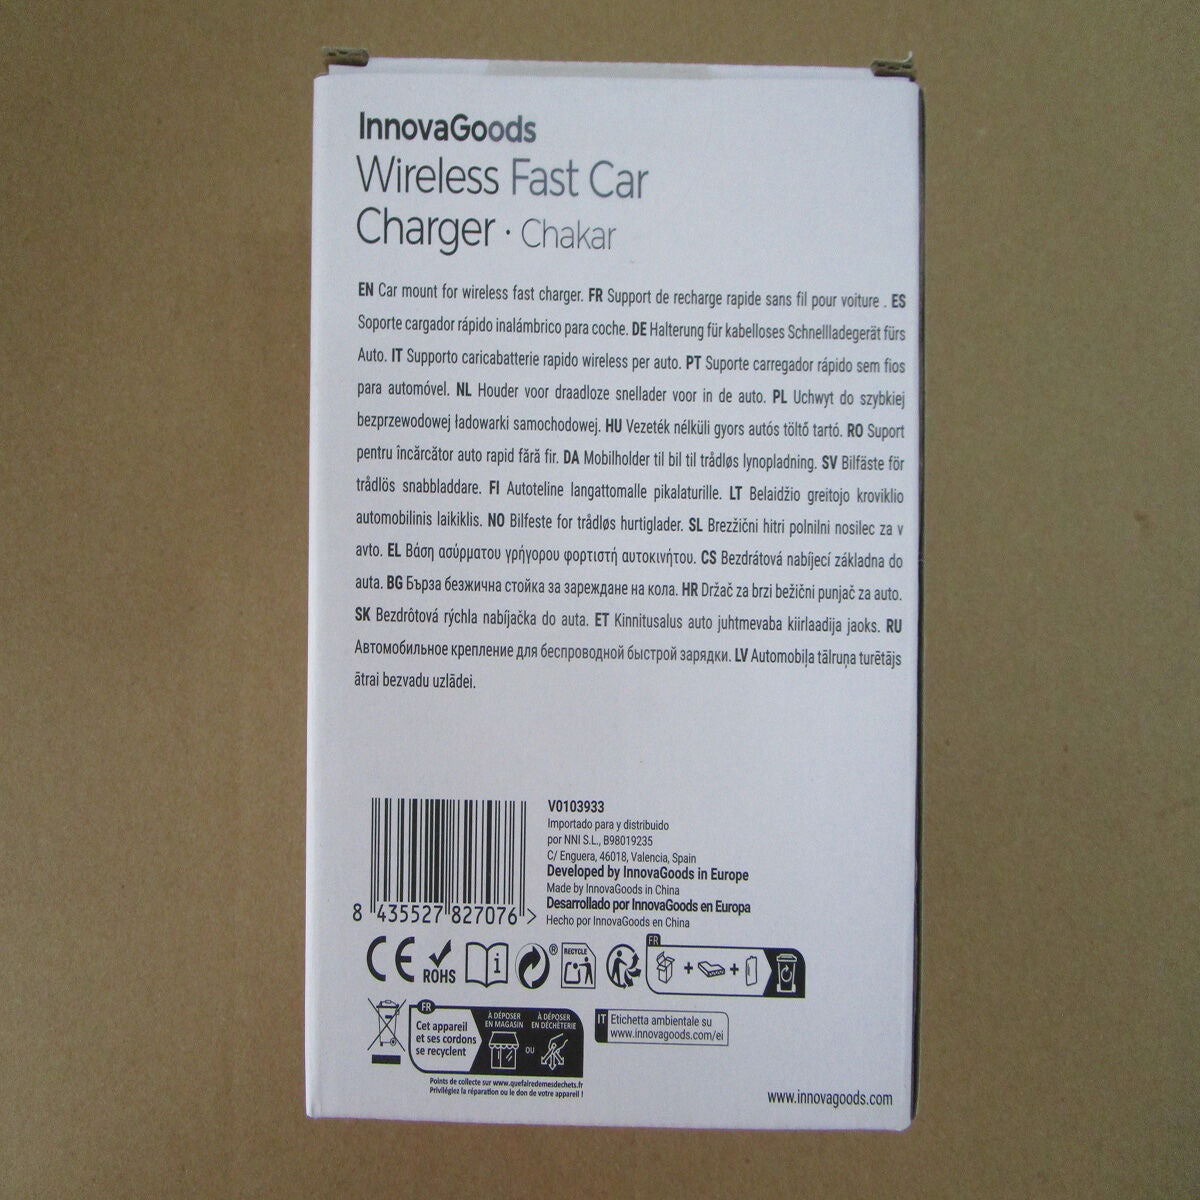 InnovaGoods
Wireless Fast Car
Charger · Chakar
EN Car mount for wireless fast charger. FR Support de recharge rapide sans fil pour voiture . ES
Soporte cargador rápido inalámbrico para coche. DE Halterung für kabelloses Schnellladegerät fürs
Auto. IT Supporto caricabatterie rapido wireless per auto. PT Suporte carregador rápido sem fios
para automóvel. NL Houder voor draadloze snellader voor in de auto. PL Uchwyt do szybkiej
bezprzewodowej ładowarki samochodowej. HU Vezeték nélküli gyors autós töltő tartó. RO Suport
pentru încărcător auto rapid fără fir. DA Mobilholder til bil til trådløs lynopladning. SV Bilfäste för
trådlös snabbladdare. FI Autoteline langattomalle pikalaturille. LT Belaidžio greitojo kroviklio
automobilinis laikiklis. NO Bilfeste for trådløs hurtiglader. SL Brezžični hitri polnilni nosilec za v
avto. EL Βάση ασύρματου γρήγορου φορτιστή αυτοκινήτου. CS Bezdrátová nabíjecí základna do
auta. BG Бърза безжична стойка за зареждане на кола. HR Držač za brzi bežični punjač za auto.
SK Bezdrôtová rýchla nabíjačka do auta. ET Kinnitusalus auto juhtmevaba kiirlaadija jaoks. RU
Автомобильное крепление для беспроводной быстрой зарядки. LV Automobiļa tālruņa turētājs
ātrai bezvadu uzlādei.
V0103933
Importado para y distribuido
por NNI S.L., B98019235
C/ Enguera, 46018, Valencia, Spain
Developed by InnovaGoods in Europe
Made by InnovaGoods in China
Desarrollado por InnovaGoods en Europa
Hecho por InnovaGoods en China
8 435527 827076 >
CE ROHS i ® RECYCLE FR + +
FR
Cet appareil
et ses cordons
se recyclent
À DÉPOSER
EN MAGASIN
OU
À DÉPOSER
EN DÉCHÈTERIE
Points de collecte sur www.quefairedemesdechets.fr
Privilégiez la réparation ou le don de votre appareil !
IT Etichetta ambientale su
www.innovagoods.com/ei
www.innovagoods.com